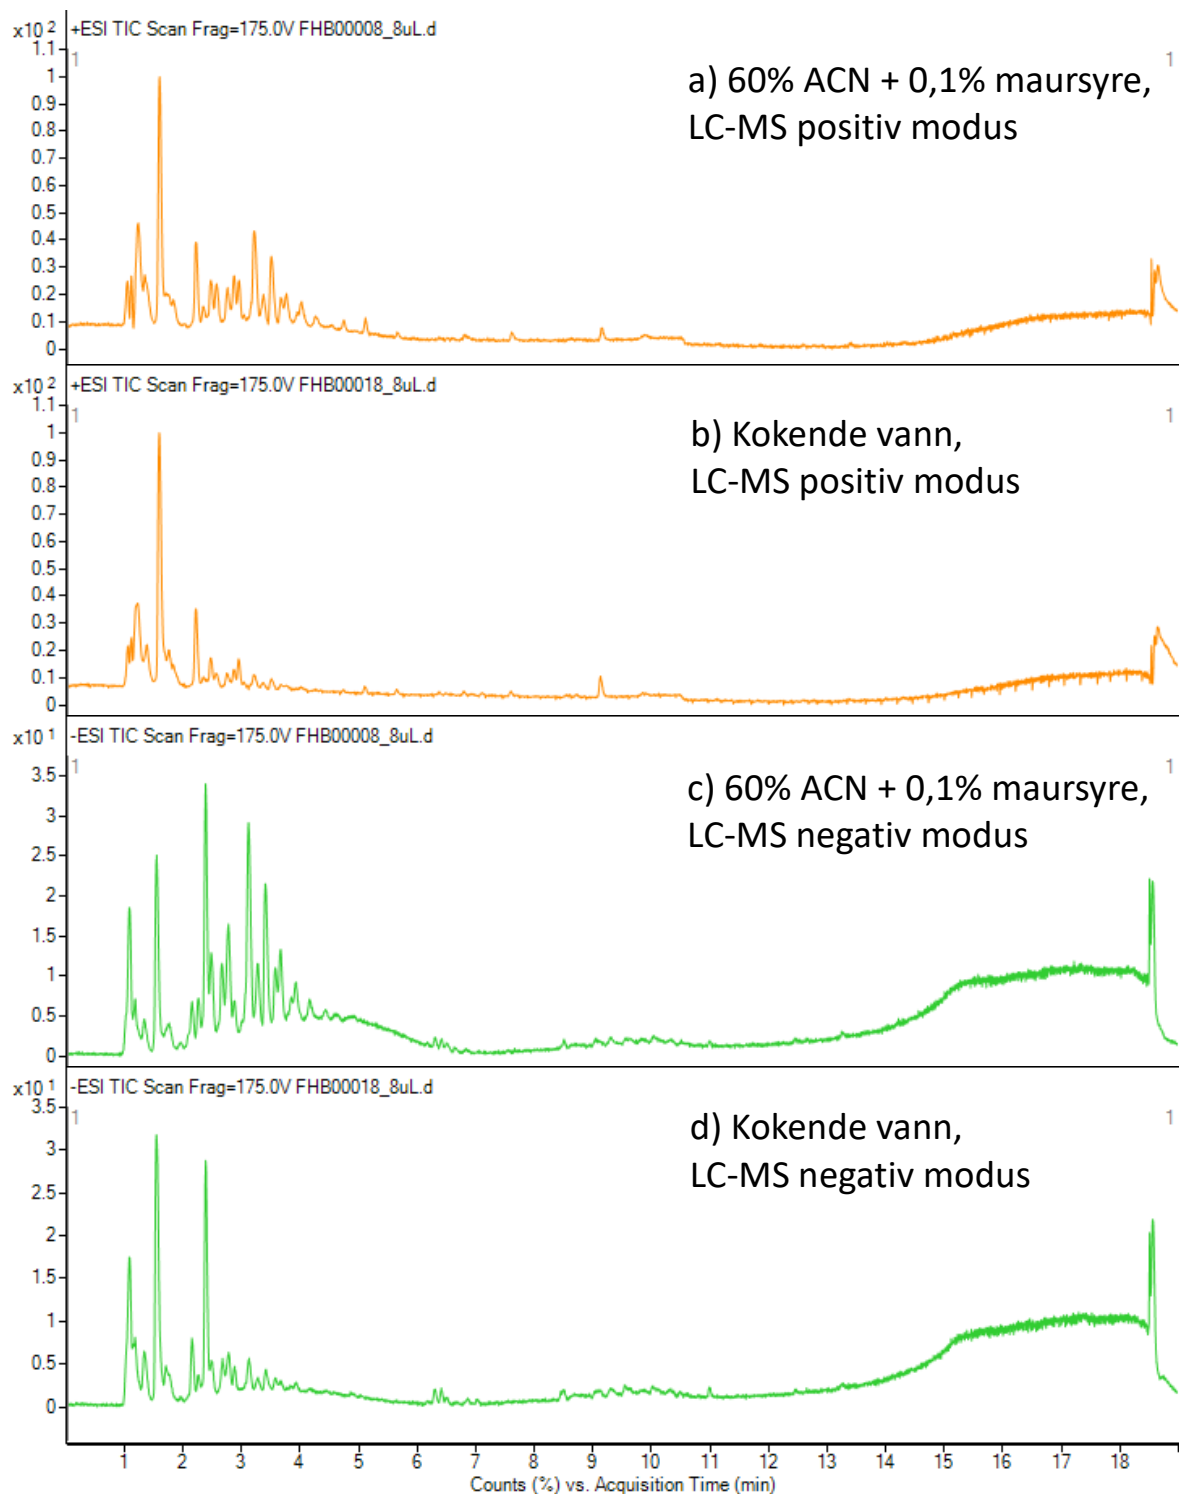 x10 2
+ESI TIC Scan Frag=175.0V FHB00008_8uL.d
1.1
1
1
1
0.9
0.8
0.7
0.6
0.5
0.4
0.3
0.2
0.1
0
a) 60% ACN + 0,1% maursyre,
LC-MS positiv modus
x10 2
+ESI TIC Scan Frag=175.0V FHB00018_8uL.d
1.1
1
1
1
0.9
0.8
0.7
0.6
0.5
0.4
0.3
0.2
0.1
0
b) Kokende vann,
LC-MS positiv modus
x10 1
-ESI TIC Scan Frag=175.0V FHB00008_8uL.d
1
1
3.5
3
2.5
2
1.5
1
0.5
0
c) 60% ACN + 0,1% maursyre,
LC-MS negativ modus
x10 1
-ESI TIC Scan Frag=175.0V FHB00018_8uL.d
3.5
1
1
3
2.5
2
1.5
1
0.5
0
d) Kokende vann,
LC-MS negativ modus
1 2 3 4 5 6 7 8 9 10 11 12 13 14 15 16 17 18
Counts (%) vs. Acquisition Time (min)